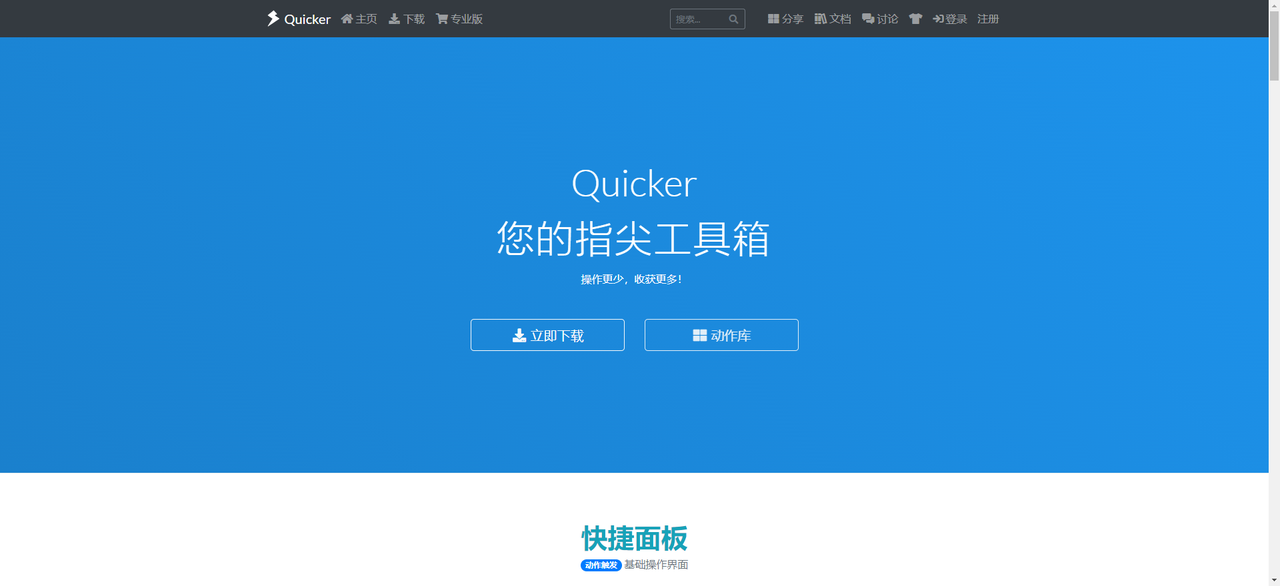 Quicker 主页 下载 专业版 搜索... 分享 文档 讨论 登录 注册
Quicker
您的指尖工具箱
操作更少，收获更多！
立即下载 动作库
快捷面板
动作触发 基础操作界面